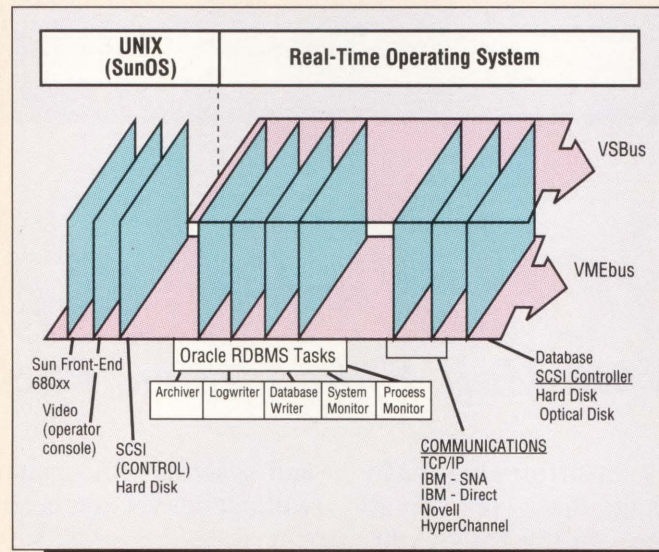 UNIX
(SunOS)
Real-Time Operating System
VSBus
VMEbus
Sun Front-End
680xx
Video
(operator
console)
SCSI
(CONTROL)
Hard Disk
Oracle RDBMS Tasks
Archiver
Logwriter
Database
Writer
System
Monitor
Process
Monitor
COMMUNICATIONS
TCP/IP
IBM - SNA
IBM - Direct
Novell
HyperChannel
Database
SCSI Controller
Hard Disk
Optical Disk